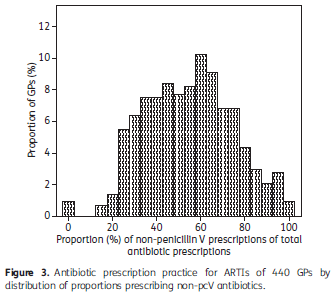 12
10
8
6
4
2
0
Proportion of GPs (%)
0 20 40 60 80 100
Proportion (%) of non-penicillin V prescriptions of total
antibiotic prescriptions
Figure 3. Antibiotic prescription practice for ARTIs of 440 GPs by
distribution of proportions prescribing non-pcV antibiotics.